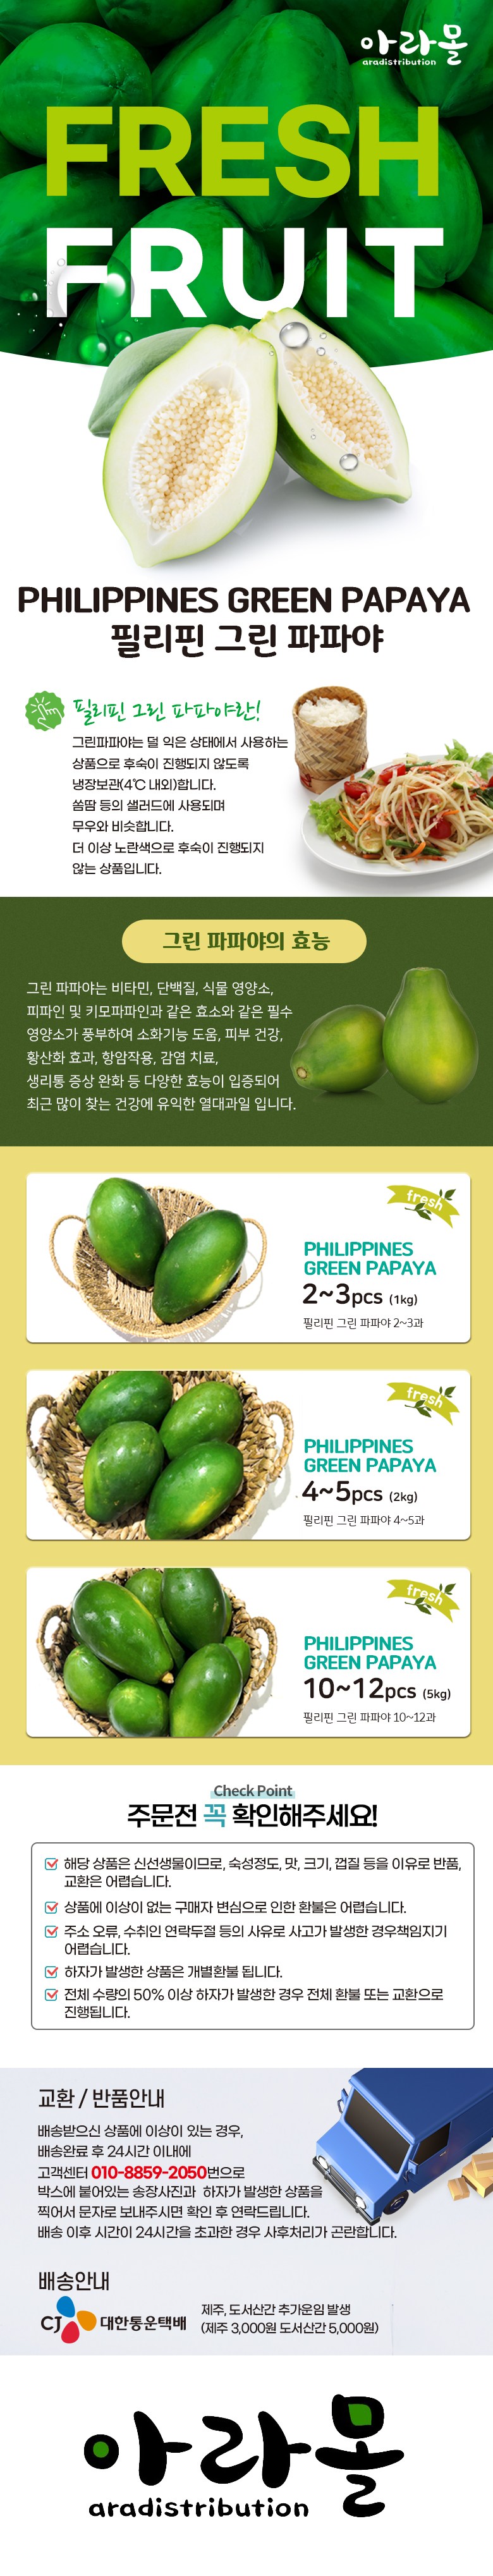 아라몰
aradistribution
FRESH
FRUIT
PHILIPPINES GREEN PAPAYA
필리핀 그린 파파야
필리핀 그린 파파야란!
그린파파야는 덜 익은 상태에서 사용하는
상품으로 후숙이 진행되지 않도록
냉장보관(4℃ 내외)합니다.
쏨땀 등의 샐러드에 사용되며
무우와 비슷합니다.
더 이상 노란색으로 후숙이 진행되지
않는 상품입니다.
그린 파파야의 효능
그린 파파야는 비타민, 단백질, 식물 영양소,
피파인 및 키모파파인과 같은 효소와 같은 필수
영양소가 풍부하여 소화기능 도움, 피부 건강,
황산화 효과, 항암작용, 감염 치료,
생리통 증상 완화 등 다양한 효능이 입증되어
최근 많이 찾는 건강에 유익한 열대과일 입니다.
fresh
PHILIPPINES
GREEN PAPAYA
2~3pcs (1kg)
필리핀 그린 파파야 2~3과
fresh
PHILIPPINES
GREEN PAPAYA
4~5pcs (2kg)
필리핀 그린 파파야 4~5과
fresh
PHILIPPINES
GREEN PAPAYA
10~12pcs (5kg)
필리핀 그린 파파야 10~12과
Check Point
주문전 꼭 확인해주세요!
해당 상품은 신선생물이므로, 숙성정도, 맛, 크기, 껍질 등을 이유로 반품,
교환은 어렵습니다.
상품에 이상이 없는 구매자 변심으로 인한 환불은 어렵습니다.
주소 오류, 수취인 연락두절 등의 사유로 사고가 발생한 경우책임지기
어렵습니다.
하자가 발생한 상품은 개별환불 됩니다.
전체 수량의 50% 이상 하자가 발생한 경우 전체 환불 또는 교환으로
진행됩니다.
교환 / 반품안내
배송받으신 상품에 이상이 있는 경우,
배송완료 후 24시간 이내에
고객센터 010-8859-2050번으로
박스에 붙어있는 송장사진과 하자가 발생한 상품을
찍어서 문자로 보내주시면 확인 후 연락드립니다.
배송 이후 시간이 24시간을 초과한 경우 사후처리가 곤란합니다.
배송안내
CJ 대한통운택배
제주, 도서산간 추가운임 발생
(제주 3,000원 도서산간 5,000원)
아라몰
aradistribution